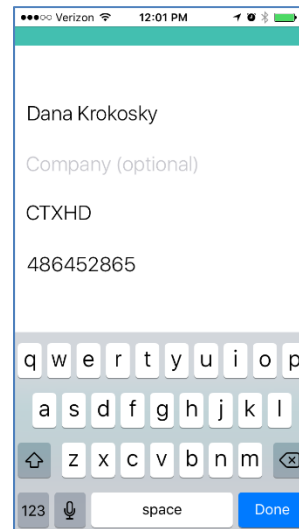 Verizon 12:01 PM
Dana Krokosky
Company (optional)
CTXHD
486452865
q w e r t y u i o p
a s d f g h j k l
z x c v b n m
123 space Done